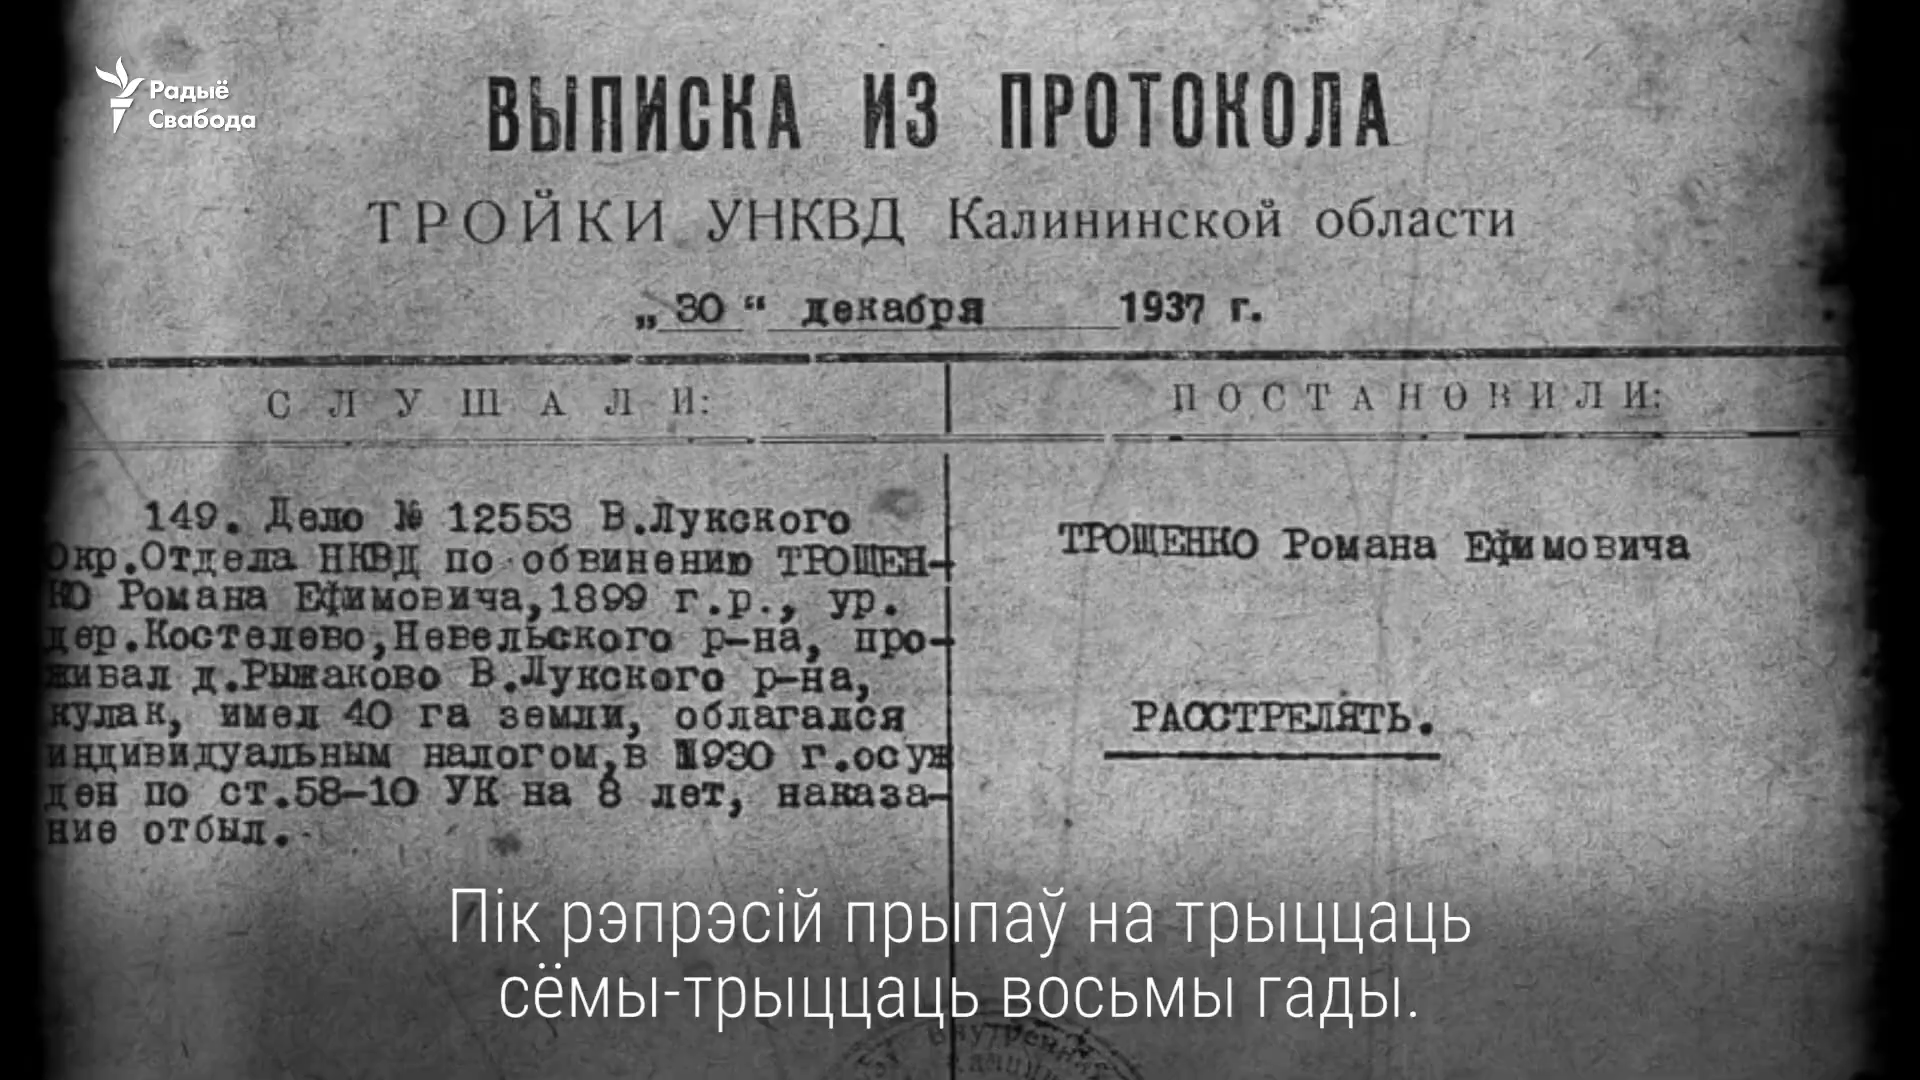 Радыё
Свабода
ВЫПИСКА ИЗ ПРОТОКОЛА
ТРОЙКИ УНКВД Калининской области
„ 30 “ декабря 1937 г.
СЛУШАЛИ:
ПОСТАНОВИЛИ:
149. Дело № 12553 В.Лукского
Окр.Отдела НКВД по обвинению ТРОЩЕН-
КО Романа Ефимовича,1899 г.р., ур.
дер.Костелево,Невельского р-на, про-
живал д.Рыжаково В.Лукского р-на,
кулак, имел 40 га земли, облагался
индивидуальным налогом,в 1930 г.осуж
ден по ст.58-10 УК на 8 лет, наказа-
ние отбыл.
ТРОЩЕНКО Романа Ефимовича
РАССТРЕЛЯТЬ.
Пік рэпрэсій прыпаў на трыццаць
сёмы-трыццаць восьмы гады.